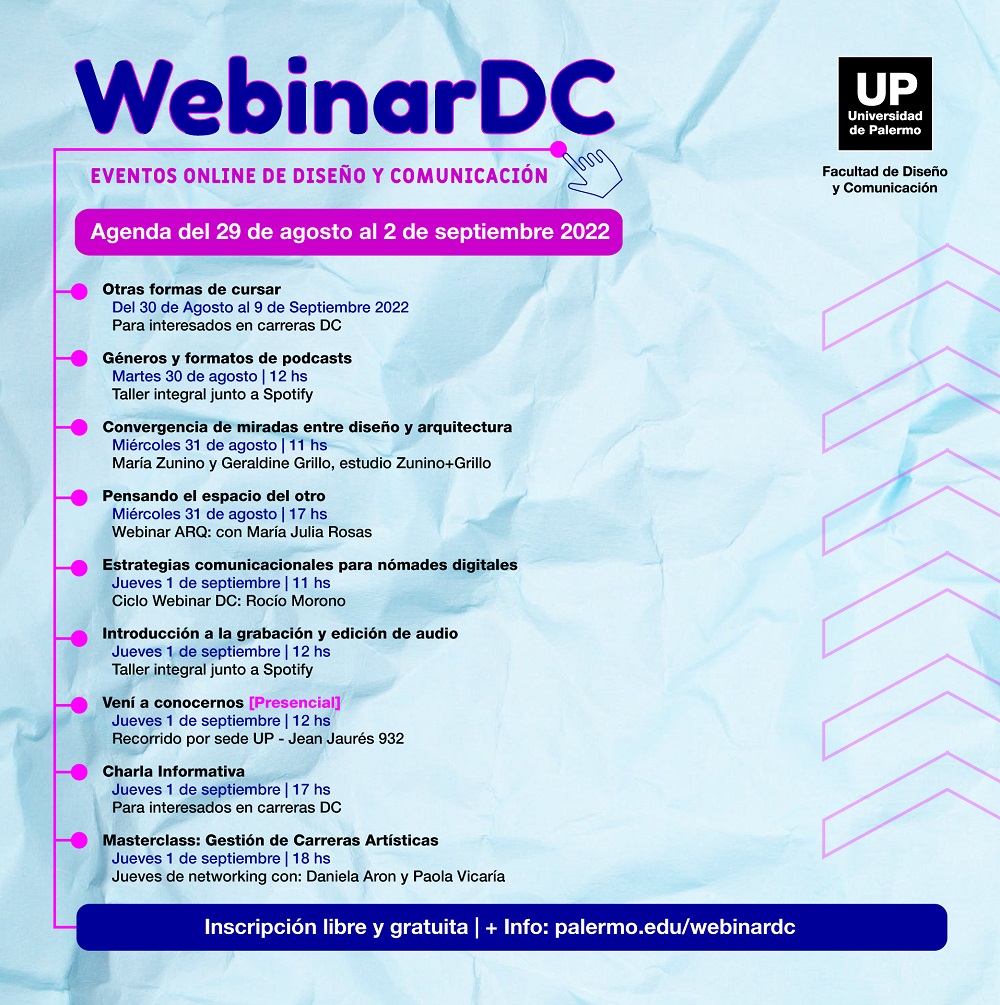 WebinarDC
EVENTOS ONLINE DE DISEÑO Y COMUNICACIÓN
UP
Universidad
de Palermo
Facultad de Diseño
y Comunicación
Agenda del 29 de agosto al 2 de septiembre 2022
Otras formas de cursar
Del 30 de Agosto al 9 de Septiembre 2022
Para interesados en carreras DC
Géneros y formatos de podcasts
Martes 30 de agosto | 12 hs
Taller integral junto a Spotify
Convergencia de miradas entre diseño y arquitectura
Miércoles 31 de agosto | 11 hs
María Zunino y Geraldine Grillo, estudio Zunino+Grillo
Pensando el espacio del otro
Miércoles 31 de agosto | 17 hs
Webinar ARQ: con María Julia Rosas
Estrategias comunicacionales para nómades digitales
Jueves 1 de septiembre | 11 hs
Ciclo Webinar DC: Rocío Morono
Introducción a la grabación y edición de audio
Jueves 1 de septiembre | 12 hs
Taller integral junto a Spotify
Vení a conocernos [Presencial]
Jueves 1 de septiembre | 12 hs
Recorrido por sede UP - Jean Jaurés 932
Charla Informativa
Jueves 1 de septiembre | 17 hs
Para interesados en carreras DC
Masterclass: Gestión de Carreras Artísticas
Jueves 1 de septiembre | 18 hs
Jueves de networking con: Daniela Aron y Paola Vicaría
Inscripción libre y gratuita | + Info: palermo.edu/webinardc